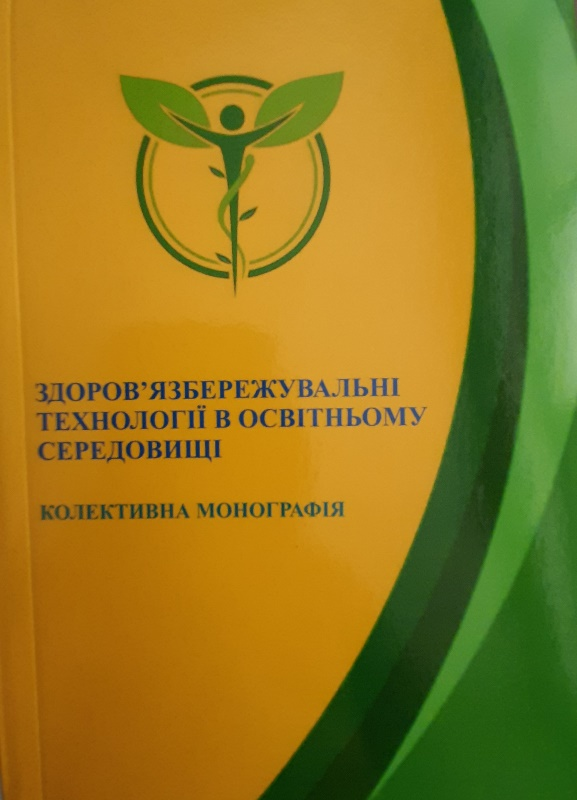 ЗДОРОВ’ЯЗБЕРЕЖУВАЛЬНІ
ТЕХНОЛОГІЇ В ОСВІТНЬОМУ
СЕРЕДОВИЩІ
КОЛЕКТИВНА МОНОГРАФІЯ